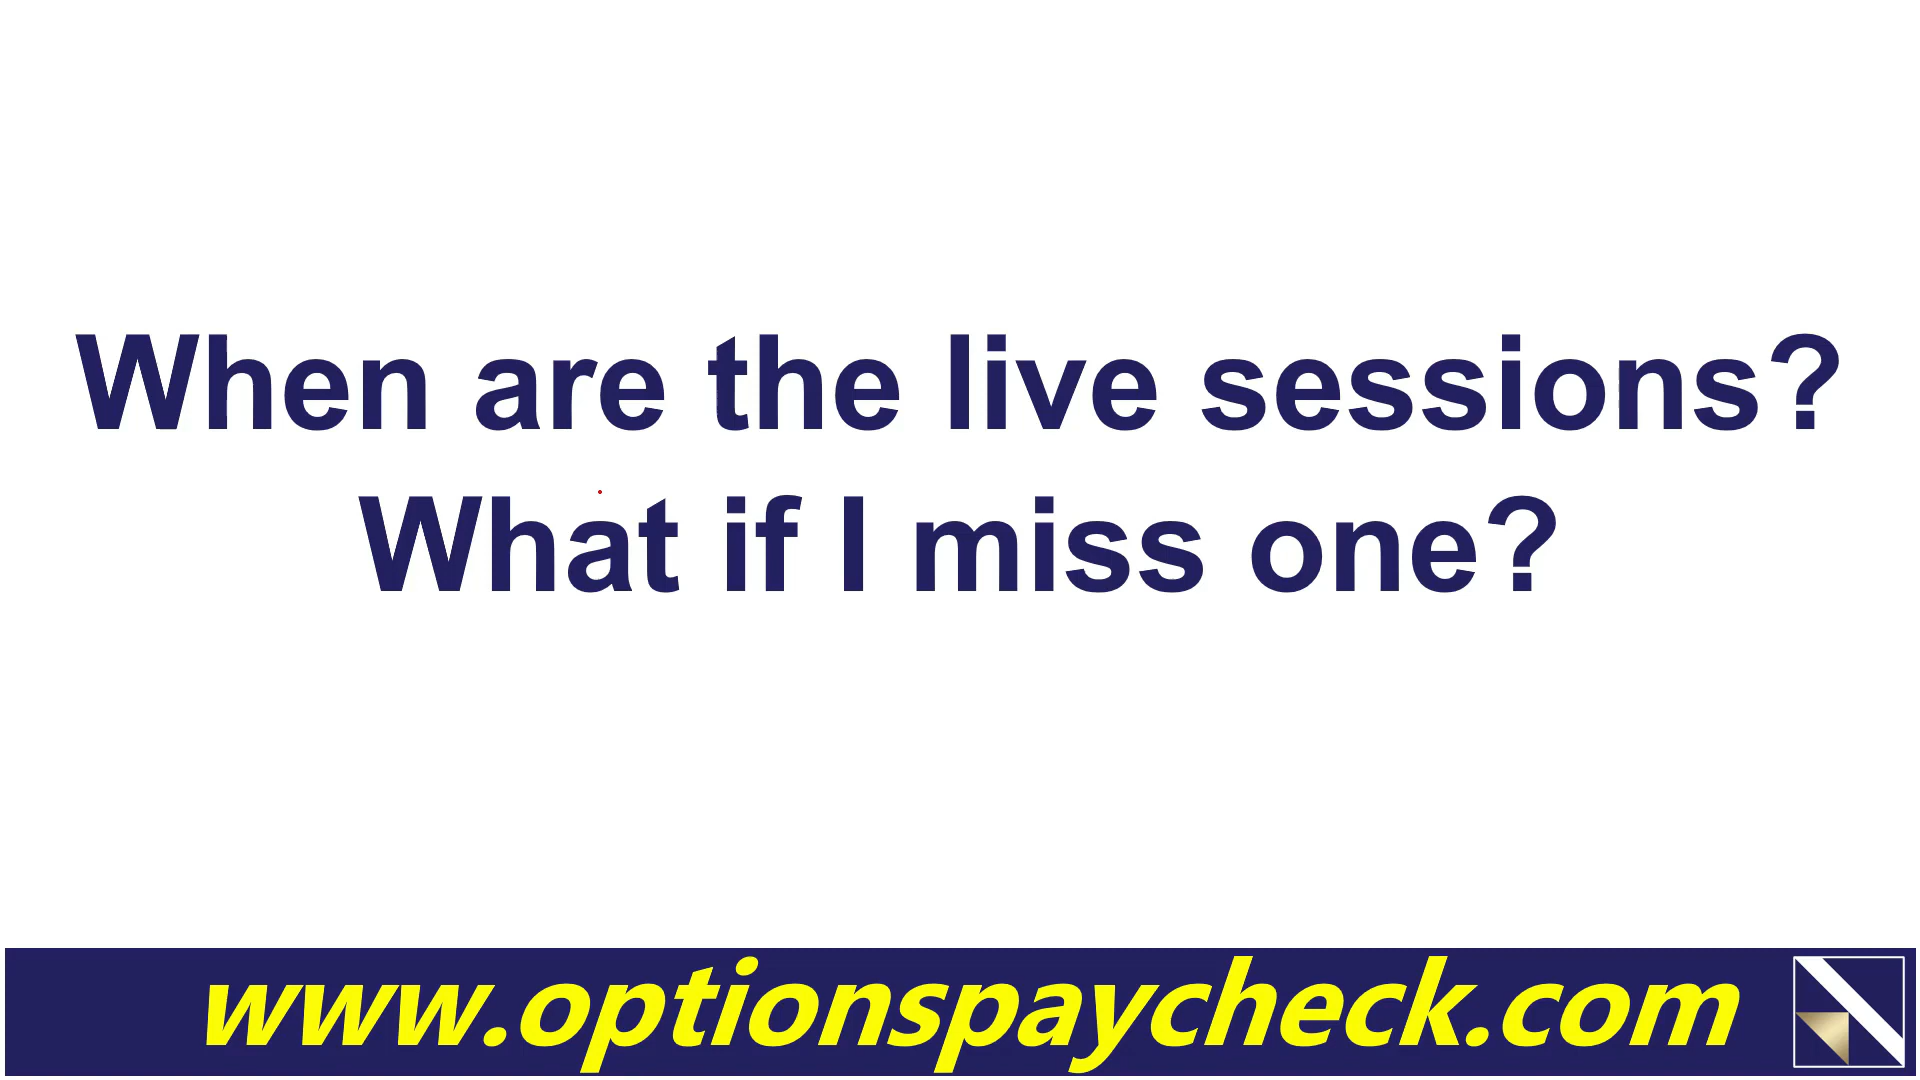 When are the live sessions?
What if I miss one?
www.optionspaycheck.com